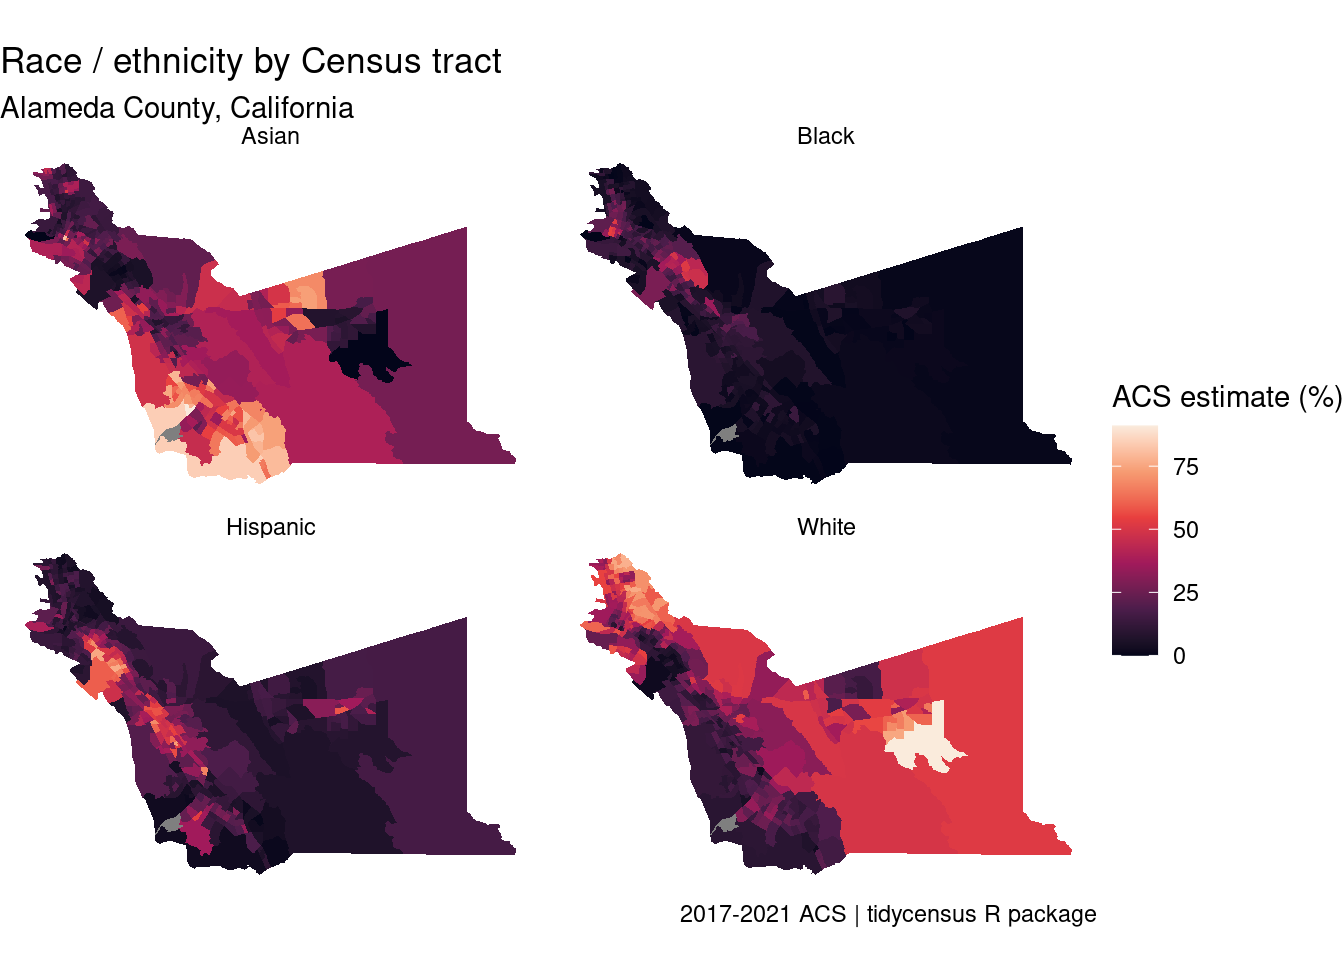 Race / ethnicity by Census tract
Alameda County, California
Asian
Black
Hispanic
White
ACS estimate (%)
75
50
25
0
2017-2021 ACS | tidycensus R package